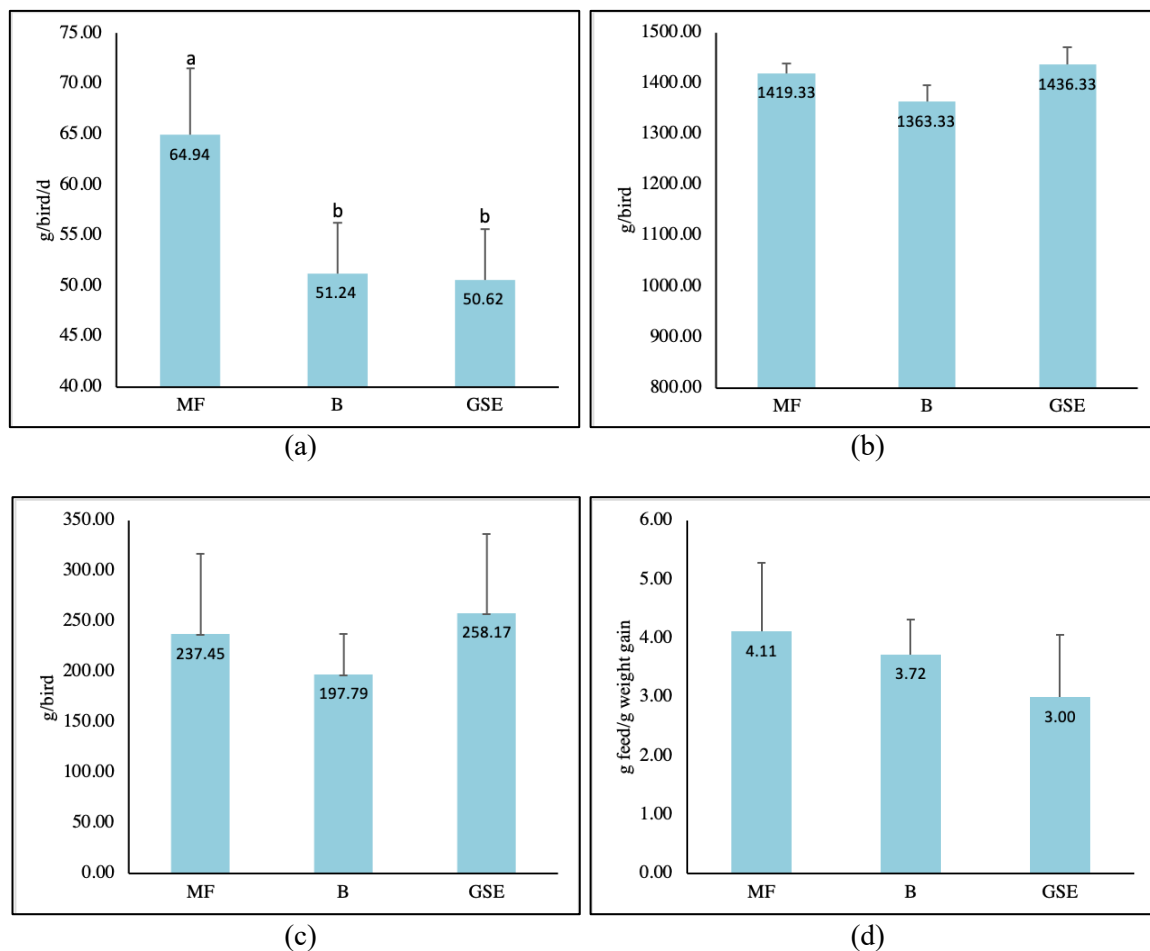 75.00
70.00
65.00
60.00
55.00
50.00
45.00
40.00
g/bird/d
a
b
b
64.94
51.24
50.62
MF B GSE
(a)
1500.00
1400.00
1300.00
1200.00
1100.00
1000.00
900.00
800.00
g/bird
1419.33
1363.33
1436.33
MF B GSE
(b)
350.00
300.00
250.00
200.00
150.00
100.00
50.00
0.00
g/bird
237.45
197.79
258.17
MF B GSE
(c)
6.00
5.00
4.00
3.00
2.00
1.00
0.00
g feed/g weight gain
4.11
3.72
3.00
MF B GSE
(d)